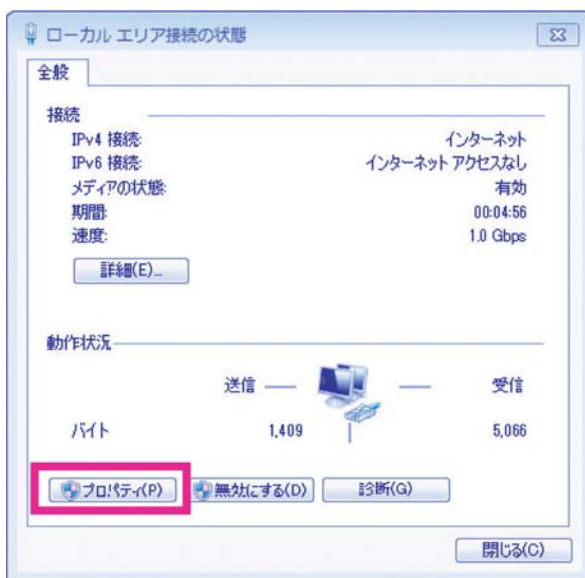 ローカル エリア接続の状態
全般
接続
IPv4 接続: インターネット
IPv6 接続: インターネット アクセスなし
メディアの状態: 有効
期間: 00:04:56
速度: 1.0 Gbps
詳細(E)...
動作状況
送信 受信
バイト 1,409 5,066
プロパティ(P) 無効にする(D) 診断(G)
閉じる(C)